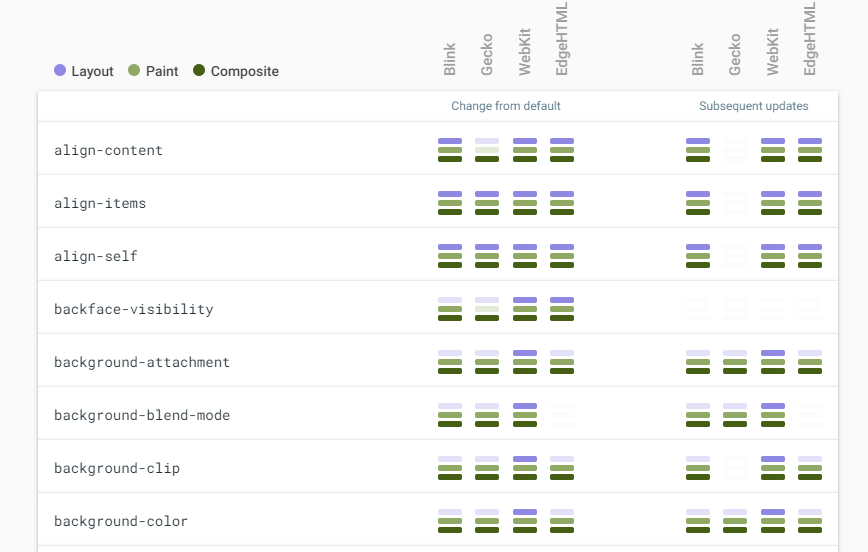 Blink Gecko WebKit EdgeHTML Blink Gecko WebKit EdgeHTML
Layout Paint Composite
Change from default Subsequent updates
align-content
align-items
align-self
backface-visibility
background-attachment
background-blend-mode
background-clip
background-color